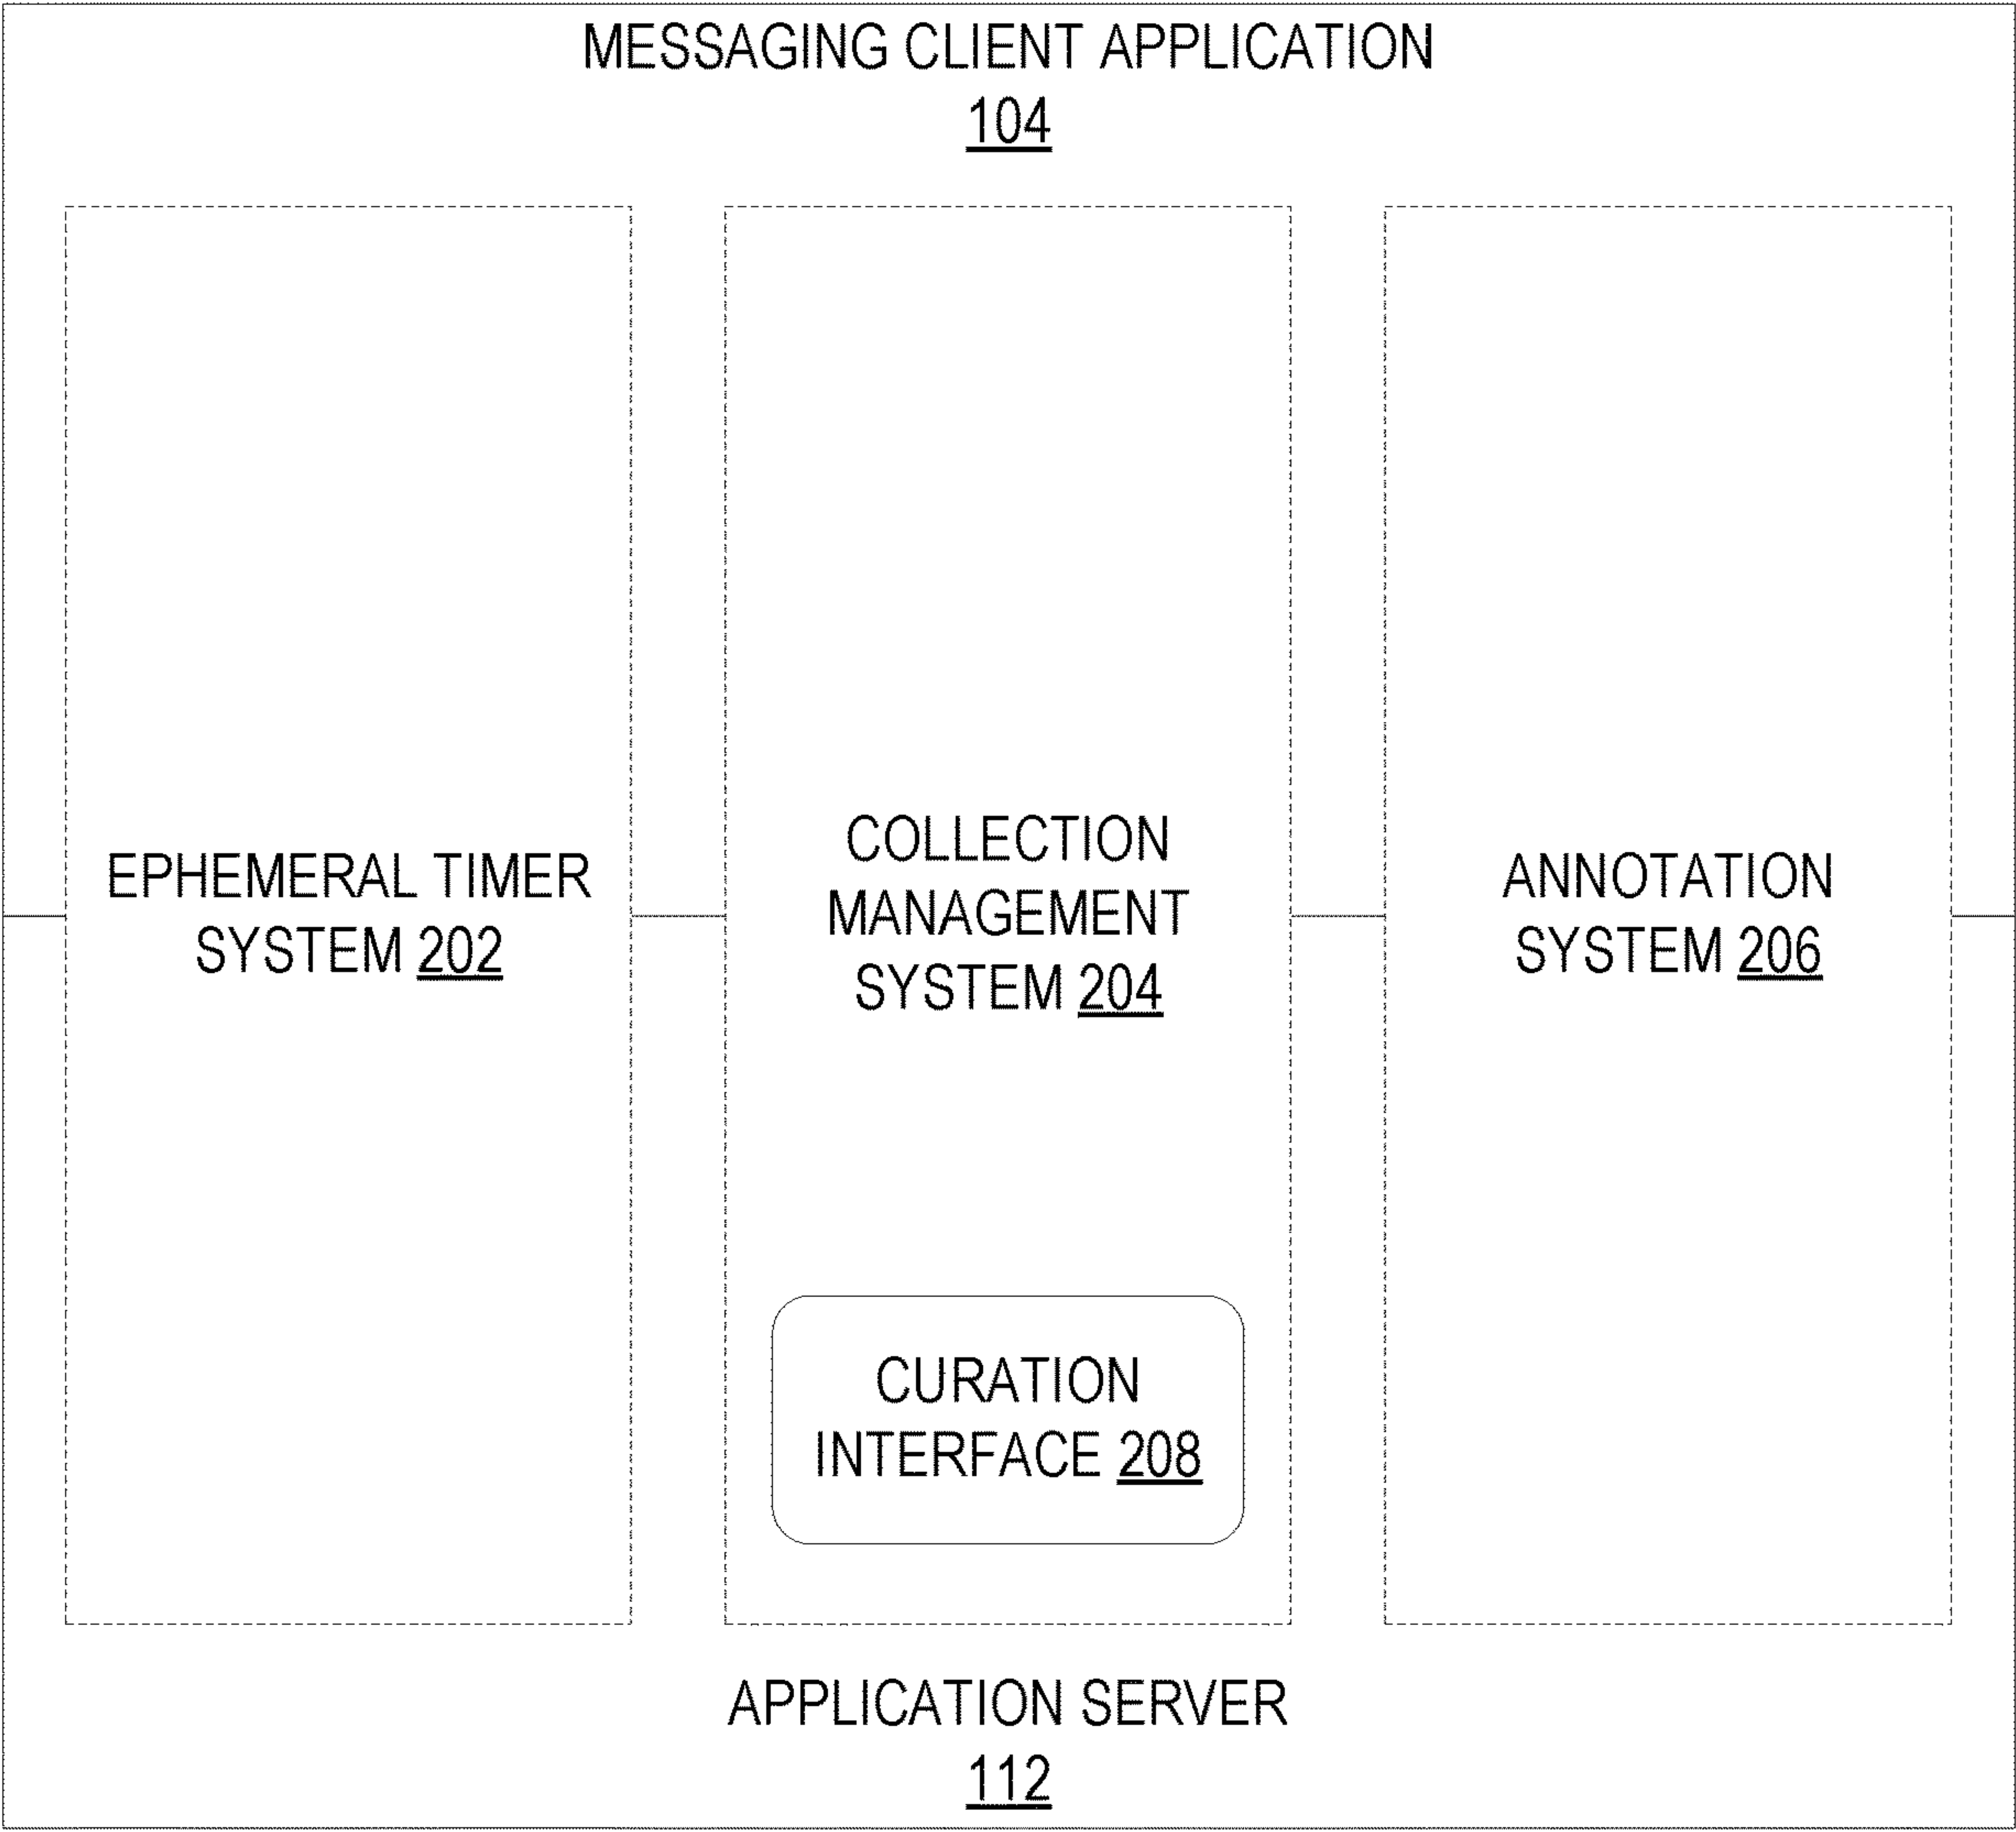 MESSAGING CLIENT APPLICATION
104
EPHEMERAL TIMER
SYSTEM 202
COLLECTION
MANAGEMENT
SYSTEM 204
CURATION
INTERFACE 208
ANNOTATION
SYSTEM 206
APPLICATION SERVER
112